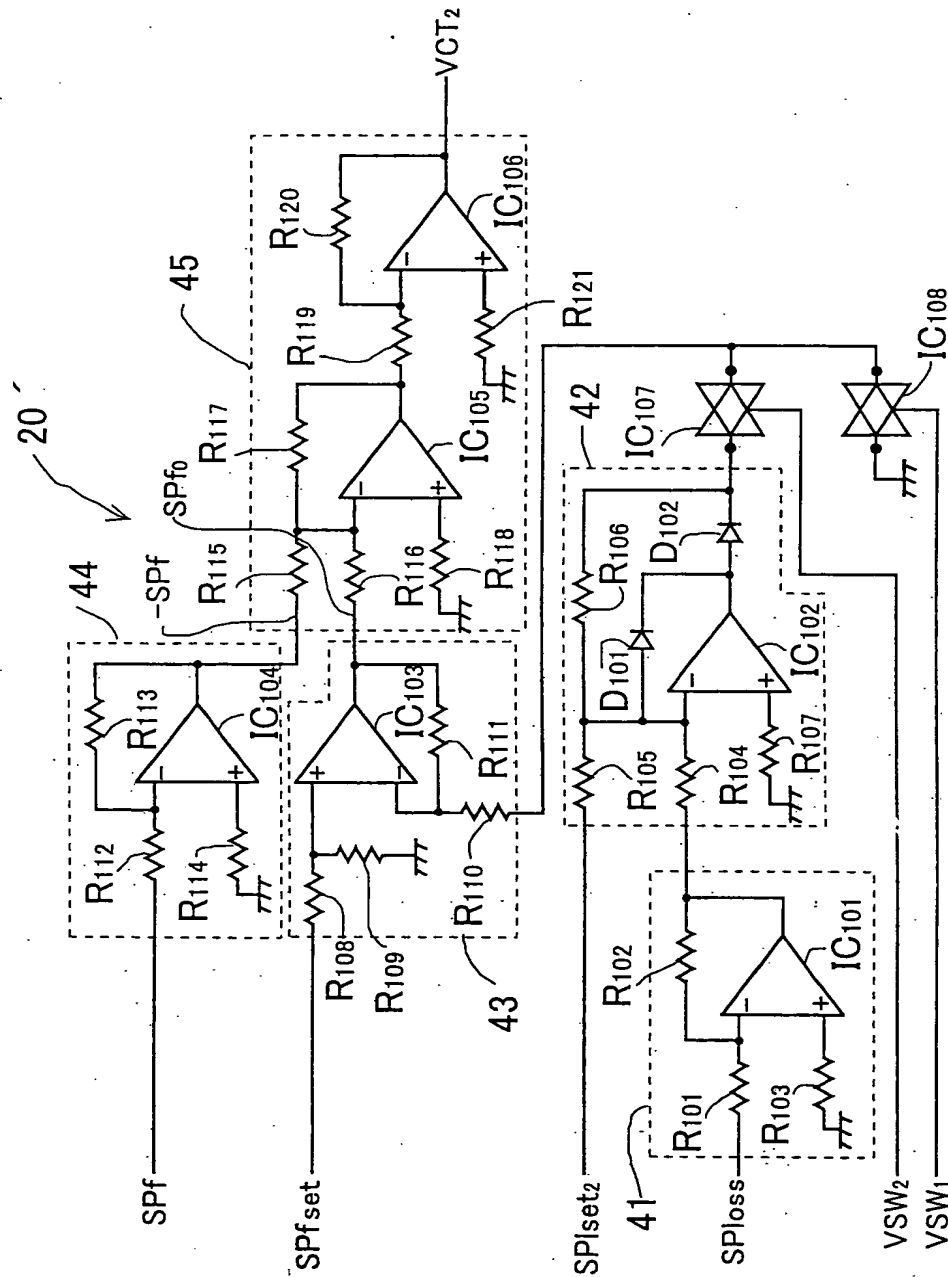 20´
44
-SPf
SPf0
45
R113
R112
R114
IC104
SPf
R115
R117
R116
R118
IC105
R119
R120
R121
IC106
VCT2
SPfset
R108
R109
R110
R111
IC103
43
42
IC107
IC108
R106
D102
D101
R105
R104
R107
IC102
SPlset2
41
R102
R101
R103
IC101
SPloss
VSW2
VSW1